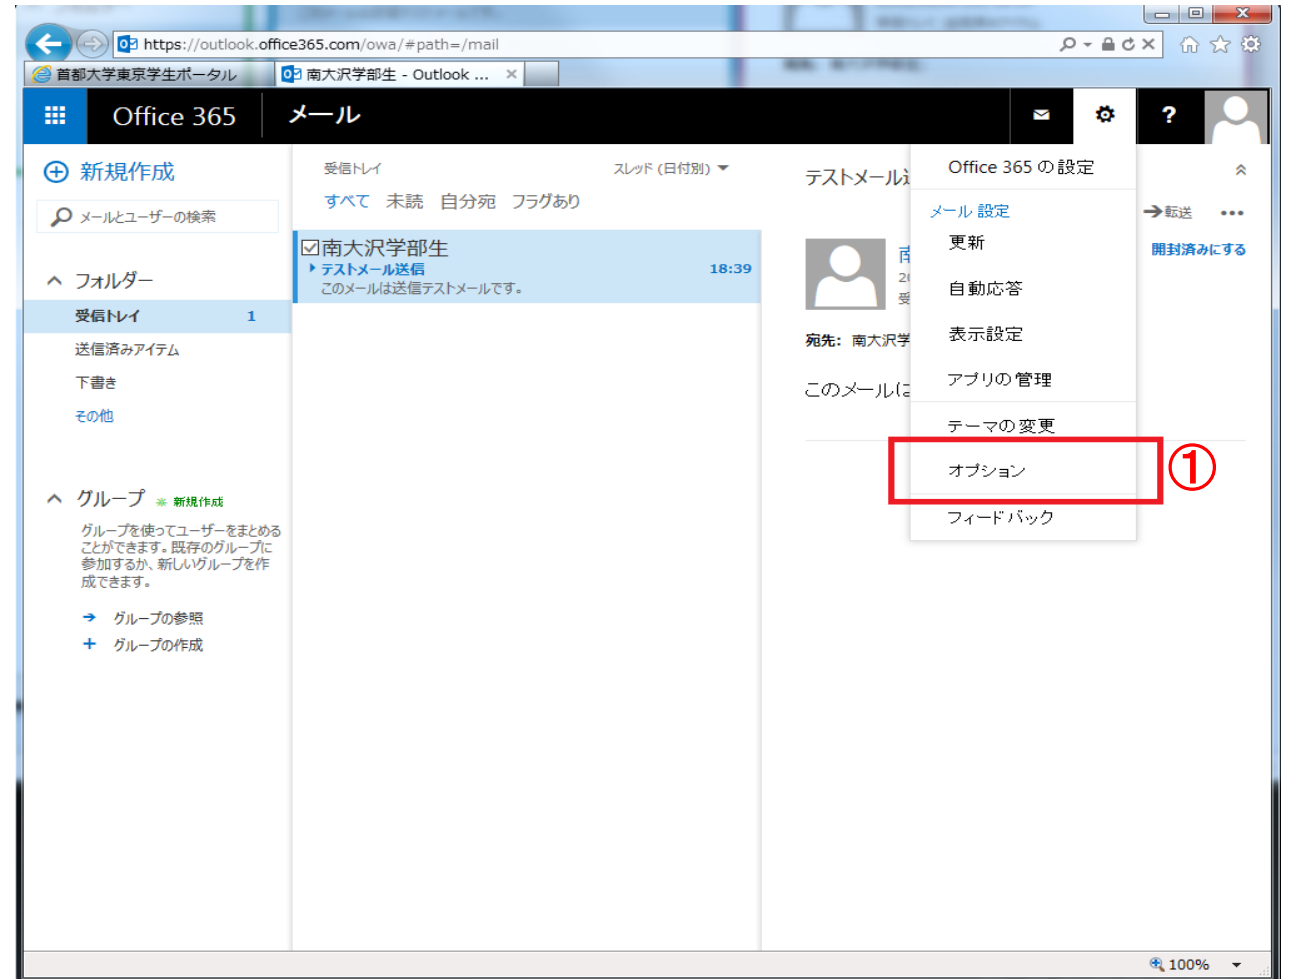 https://outlook.office365.com/owa/#path=/mail
首都大学東京学生ポータル
南大沢学部生 - Outlook ...
Office 365
メール
?
新規作成
メールとユーザーの検索
フォルダー
受信トレイ 1
送信済みアイテム
下書き
その他
グループ 新規作成
グループを使ってユーザーをまとめる
ことができます。既存のグループに
参加するか、新しいグループを作
成できます。
グループの参照
グループの作成
受信トレイ スレッド (日付別)
すべて 未読 自分宛 フラグあり
南大沢学部生
テストメール送信 18:39
このメールは送信テストメールです。
テストメール
転送 •••
開封済みにする
宛先: 南大沢学
このメールは
Office 365 の設定
メール 設定
更新
自動応答
表示設定
アプリの管理
テーマの変更
オプション
①
フィードバック
100%